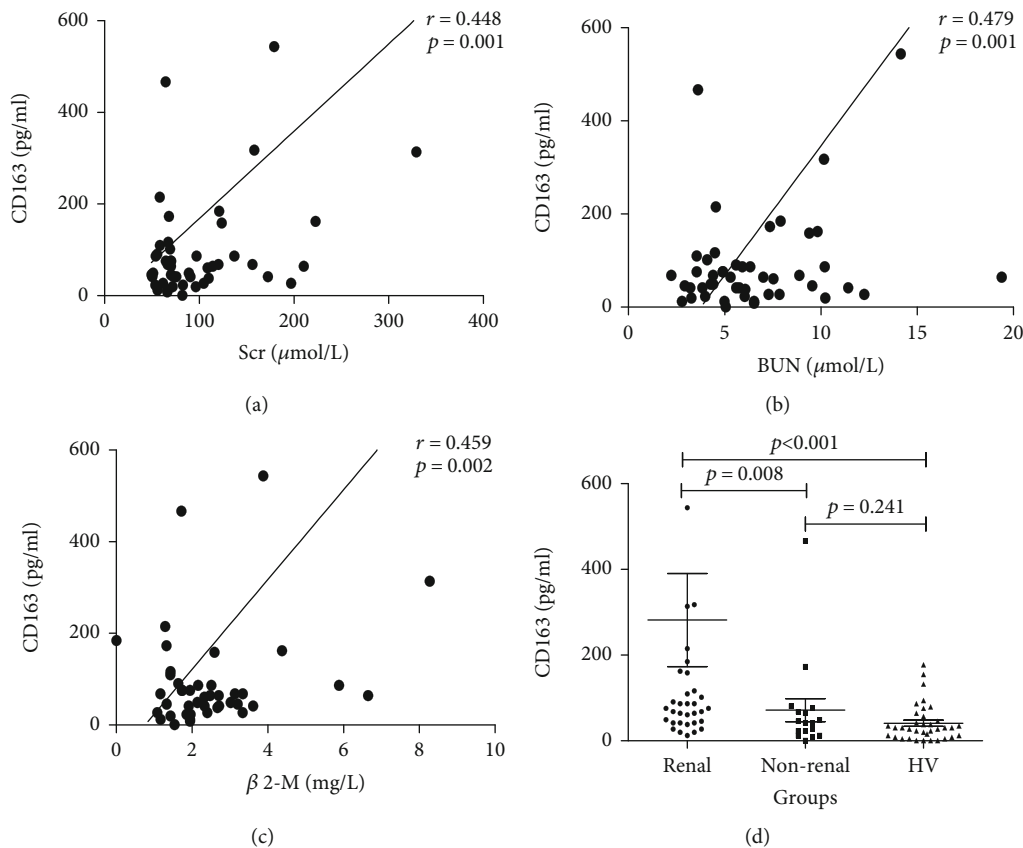 r = 0.448
p = 0.001
600
400
200
0
CD163 (pg/ml)
0 100 200 300 400
Scr (μmol/L)
(a)
r = 0.479
p = 0.001
600
400
200
0
CD163 (pg/ml)
0 5 10 15 20
BUN (μmol/L)
(b)
r = 0.459
p = 0.002
600
400
200
0
CD163 (pg/ml)
0 2 4 6 8 10
β 2-M (mg/L)
(c)
p<0.001
p = 0.008
p = 0.241
600
400
200
0
CD163 (pg/ml)
Renal Non-renal HV
Groups
(d)